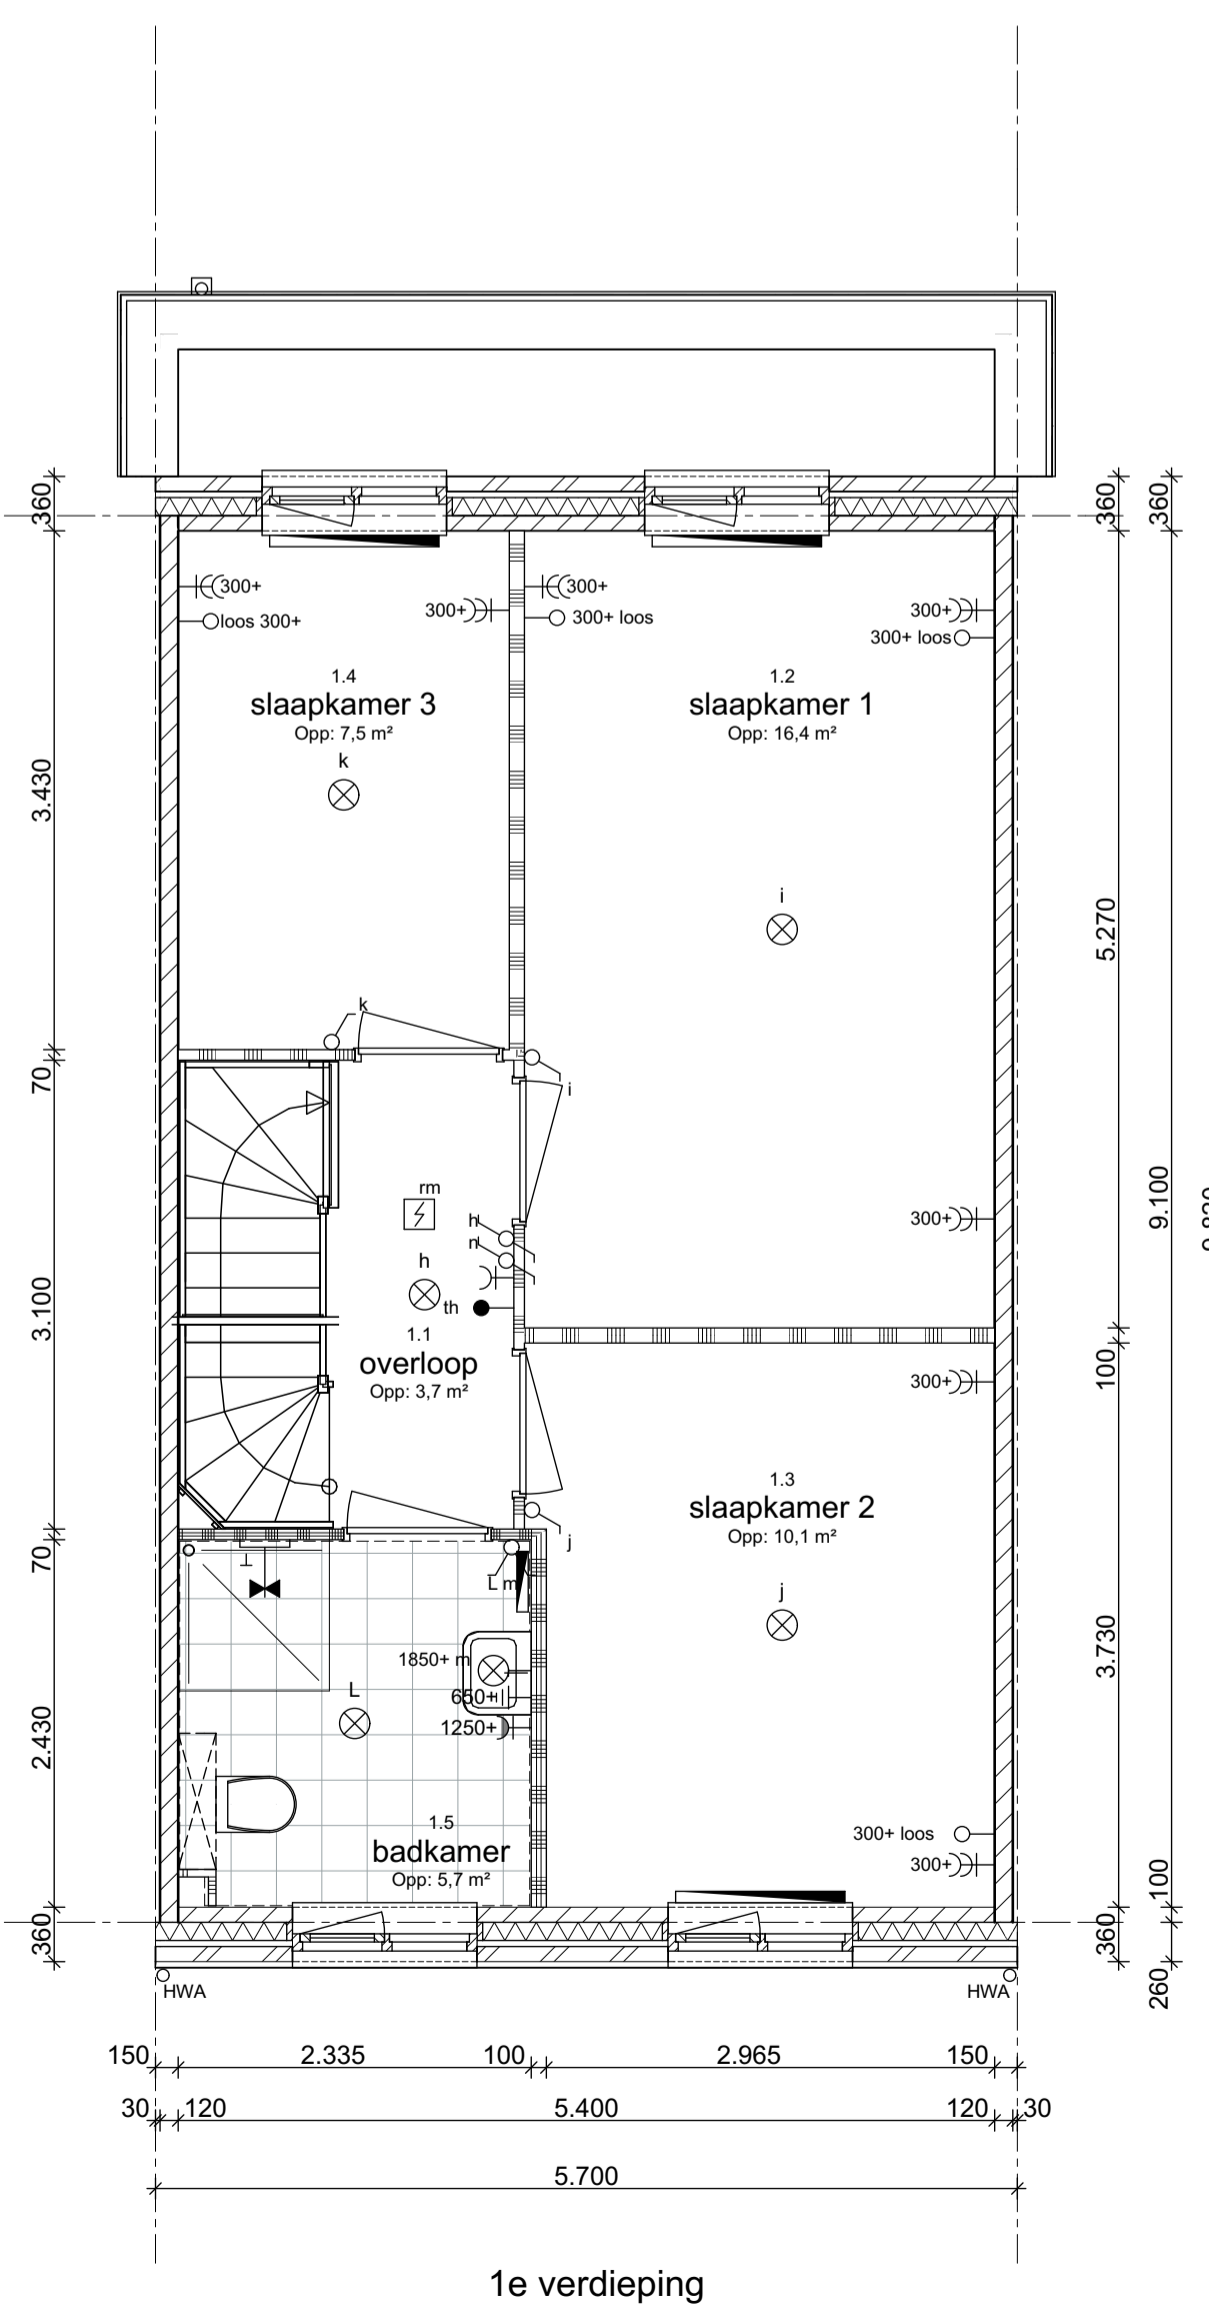 360
360
360
300+
loos 300+
300+
300+
300+ loos
300+
300+ loos
1.4
slaapkamer 3
Opp: 7,5 m²
k
1.2
slaapkamer 1
Opp: 16,4 m²
i
3.430
5.270
k
i
70
rm
h
n
h
th
300+
9.100
1.1
overloop
Opp: 3,7 m²
3.100
100
300+
1.3
slaapkamer 2
Opp: 10,1 m²
j
j
70
L m
1850+ m
650+
1250+
L
2.430
3.730
1.5
badkamer
Opp: 5,7 m²
300+ loos
300+
100
360
360
260
HWA
HWA
150
2.335
100
2.965
150
30
120
5.400
120
30
5.700
1e verdieping